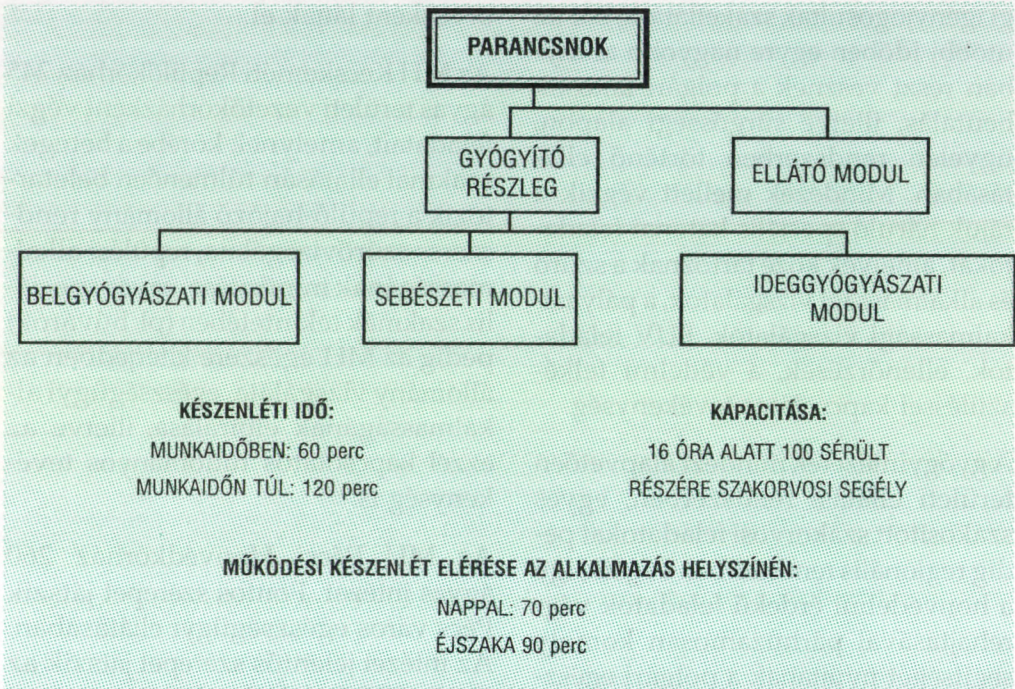 PARANCSNOK
GYÓGYÍTÓ
RÉSZLEG
ELLÁTÓ MODUL
BELGYÓGYÁSZATI MODUL
SEBÉSZETI MODUL
IDEGGYÓGYÁSZATI
MODUL
KÉSZENLÉTI IDŐ:
MUNKAIDŐBEN: 60 perc
MUNKAIDŐN TÚL: 120 perc
KAPACITÁSA:
16 ÓRA ALATT 100 SÉRÜLT
RÉSZÉRE SZAKORVOSI SEGÉLY
MŰKÖDÉSI KÉSZENLÉT ELÉRÉSE AZ ALKALMAZÁS HELYSZÍNÉN:
NAPPAL: 70 perc
ÉJSZAKA 90 perc